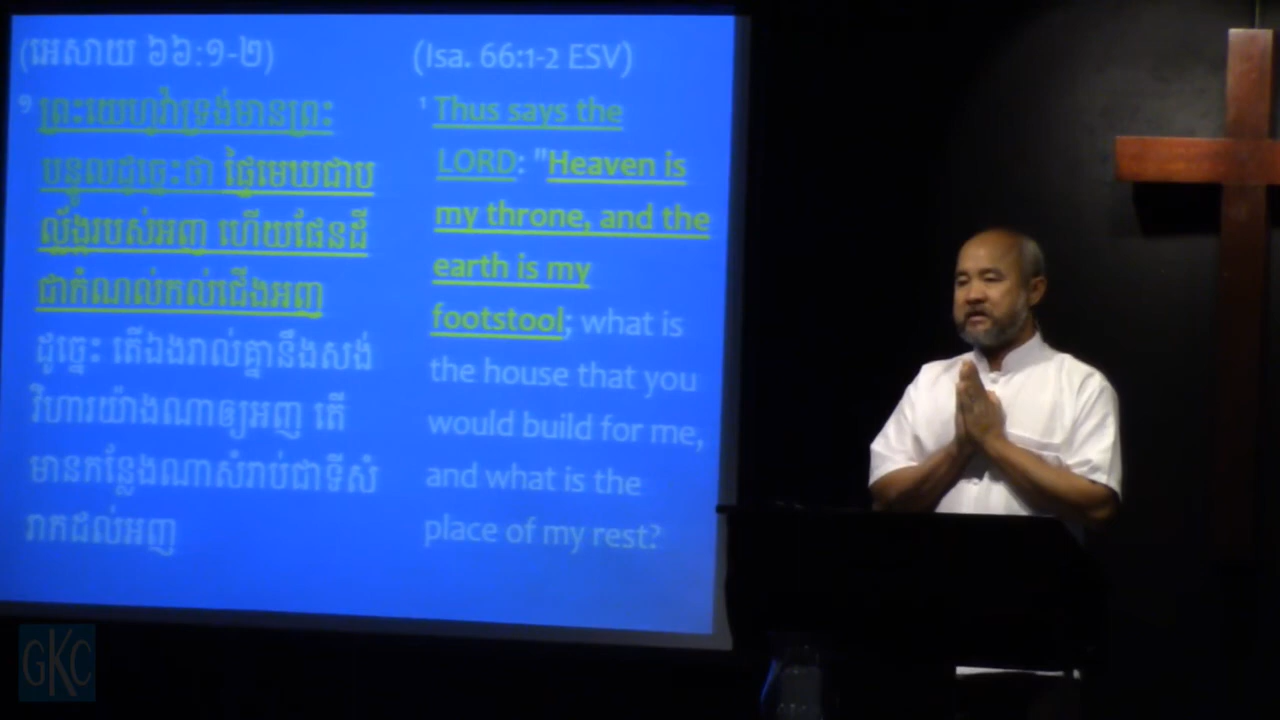 (អេសាយ ៦៦:១-២)
១ ព្រះយេហូវ៉ាទ្រង់មានព្រះ
បន្ទូលដូច្នេះថា ផ្ទៃមេឃជាប
ល្ល័ង្ករបស់អញ ហើយផែនដី
ជាកំណល់កល់ជើងអញ
ដូច្នេះ តើឯងរាល់គ្នានឹងសង់
វិហារយ៉ាងណាឲ្យអញ តើ
មានកន្លែងណាសំរាប់ជាទីសំ
រាកដល់អញ
(Isa. 66:1-2 ESV)
1 Thus says the
LORD: "Heaven is
my throne, and the
earth is my
footstool; what is
the house that you
would build for me,
and what is the
place of my rest?
GKC